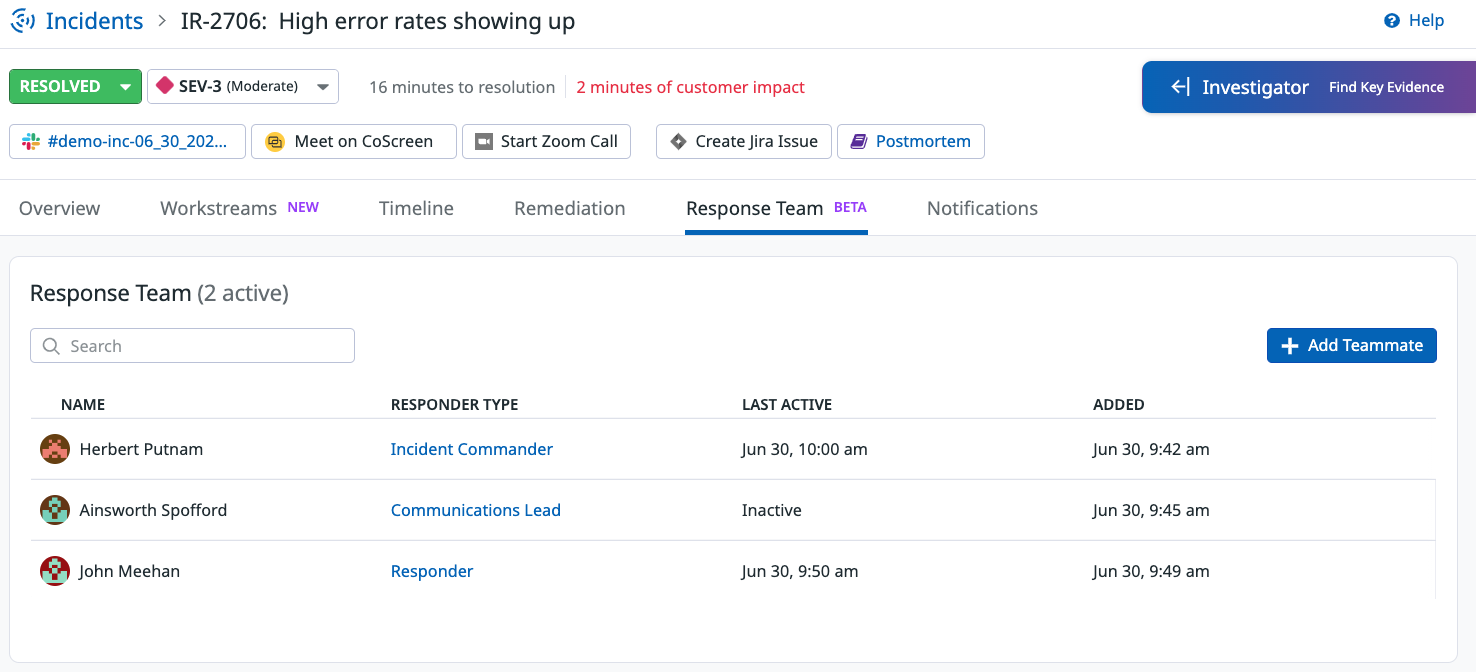 Incidents > IR-2706: High error rates showing up
Help
RESOLVED
SEV-3 (Moderate)
16 minutes to resolution
2 minutes of customer impact
Investigator Find Key Evidence
#demo-inc-06_30_202...
Meet on CoScreen
Start Zoom Call
Create Jira Issue
Postmortem
Overview
Workstreams NEW
Timeline
Remediation
Response Team BETA
Notifications
Response Team (2 active)
Search
Add Teammate
NAME RESPONDER TYPE LAST ACTIVE ADDED
Herbert Putnam Incident Commander Jun 30, 10:00 am Jun 30, 9:42 am
Ainsworth Spofford Communications Lead Inactive Jun 30, 9:45 am
John Meehan Responder Jun 30, 9:50 am Jun 30, 9:49 am